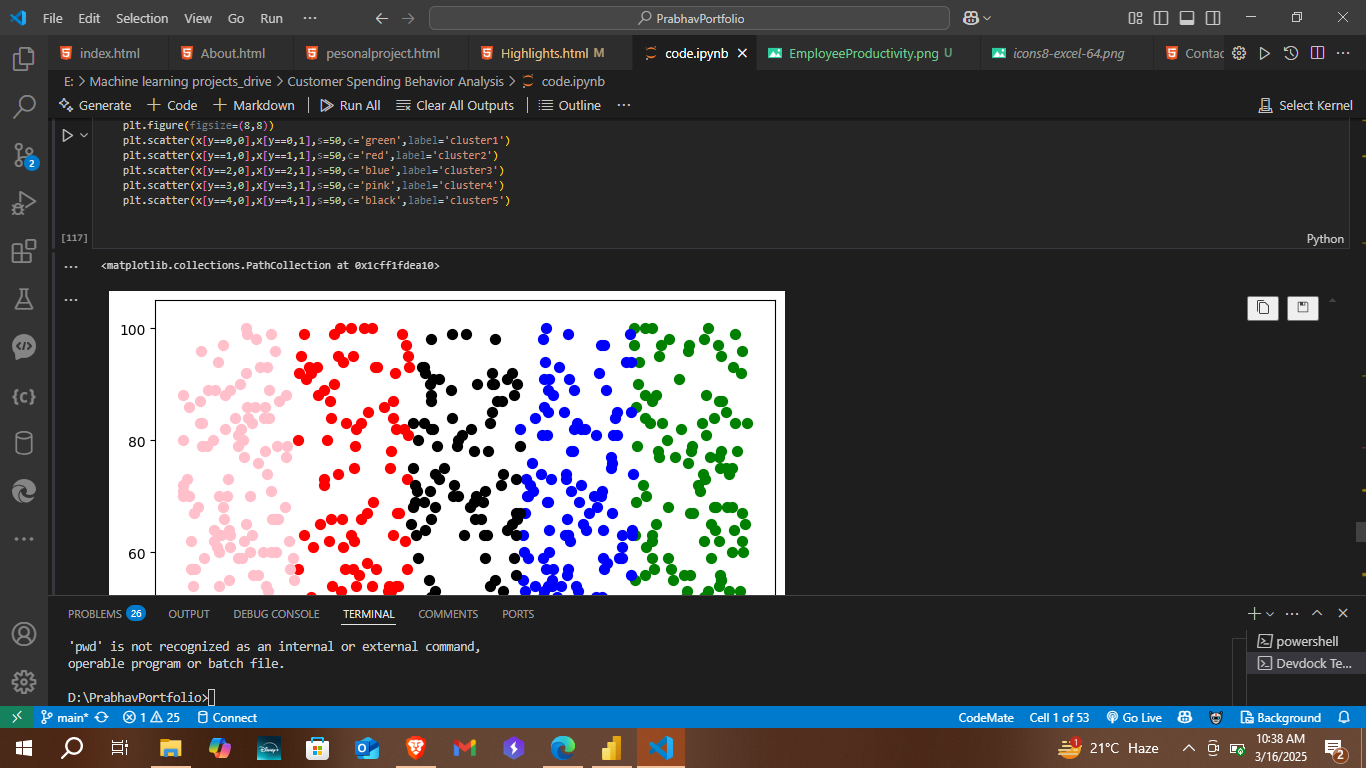 File Edit Selection View Go Run ··· PrabhavPortfolio
index.html About.html pesonalproject.html Highlights.html M code.ipynb EmployeeProductivity.png U icons8-excel-64.png Contac
E: > Machine learning projects_drive > Customer Spending Behavior Analysis > code.ipynb
Generate + Code + Markdown Run All Clear All Outputs Outline ··· Select Kernel
plt.figure(figsize=(8,8))
plt.scatter(x[y==0,0],x[y==0,1],s=50,c='green',label='cluster1')
plt.scatter(x[y==1,0],x[y==1,1],s=50,c='red',label='cluster2')
plt.scatter(x[y==2,0],x[y==2,1],s=50,c='blue',label='cluster3')
plt.scatter(x[y==3,0],x[y==3,1],s=50,c='pink',label='cluster4')
plt.scatter(x[y==4,0],x[y==4,1],s=50,c='black',label='cluster5')
[117] Python
<matplotlib.collections.PathCollection at 0x1cff1fdea10>
100
80
60
2
PROBLEMS 26 OUTPUT DEBUG CONSOLE TERMINAL COMMENTS PORTS
'pwd' is not recognized as an internal or external command,
operable program or batch file.
D:\PrabhavPortfolio>
powershell
Devdock Te...
main* 1 25 Connect CodeMate Cell 1 of 53 Go Live Background
Disney+ 1 21°C Haze 10:38 AM
3/16/2025 2